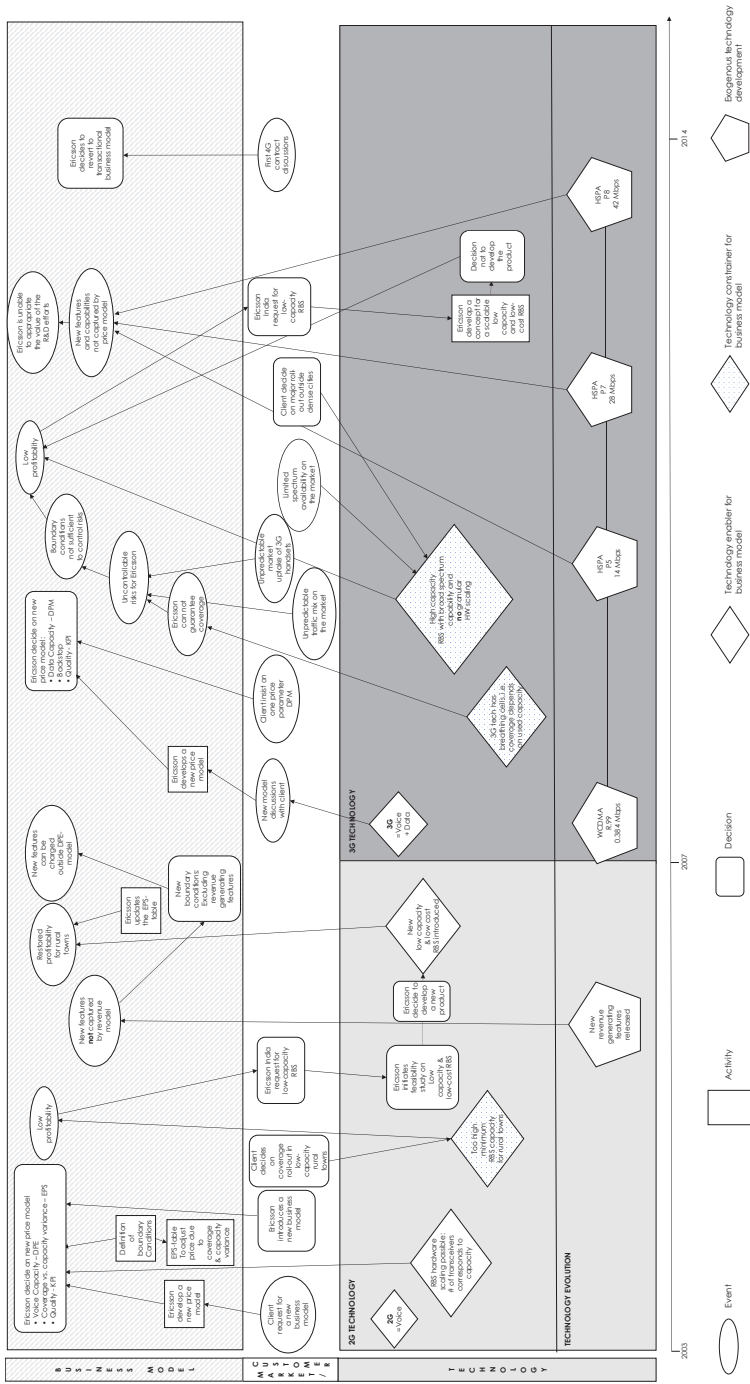 BUSINESS MODEL
CUSTOMER
MARKET/
TECHNOLOGY
Ericsson decide on new price model
• Voice Capacity – DPE
• Coverage vs. capacity variance – EPS
• Quality - KPI
Ericsson
develop a
new price
model
Definition
of
boundary
Conditions
EPS-table
To adjust
price due
to
coverage
& capacity
variance
Low
profitability
New features
not captured
by revenue
model
Restored
profitability
for rural
towns
Ericsson
updates
the EPS-
table
New features
can be
charged
outside DPE-
model
New
boundary
conditions:
Excluding
revenue
generating
features
Ericsson
develops a
new price
model
Ericsson decide on new
price model:
• Data Capacity – DPM
• Backstop
• Quality - KPI
Ericsson
can not
guarantee
coverage
Uncontrollable
risks for Ericsson
Boundary
conditions
not sufficient
to control risks
Low
profitability
Ericsson is unable
to appropriate
the value of the
R&D efforts
New features
and capabilities
not captured by
price model
Ericsson
decides to
revert to
transactional
business model
Client
request for
a new
business
model
Ericsson
introduces a
new business
model
Client
decides
on
coverage
roll-out in
low-
capacity
rural
towns
Ericsson India
request for
low-capacity
RBS
New model
discussions
with client
Client insist on
one price
parameter
DPM
Unpredictable
traffic mix on
the market
Unpredictable
market
uptake of 3G
handsets
Limited
spectrum
availability on
the market
Client decide
on major roll-
out outside
dense cities
Ericsson
India
request for
low-
capacity
RBS
First 4G
contract
discussions
2G TECHNOLOGY
2G
=Voice
RBS hardware
scaling possible:
# of transceivers
corresponds to
capacity
Too high
minimum
RBS capacity
for rural towns
Ericsson
initiates
feasibility
study on
Low
capacity &
low-cost RBS
Ericsson
decide to
develop
a new
product
New
low capacity
& low cost
RBS introduced
3G TECHNOLOGY
3G
=Voice
+ Data
3G tech has
breathing cells, i.e.
coverage depends
on used capacity
High capacity
RBS with broad spectrum
capability and
no granular
HW scaling
Ericsson
develop a
concept for
a scalable
low
capacity
and low-
cost RBS
Decision
not to
develop
the
product
TECHNOLOGY EVOLUTION
New
revenue
generating
features
released
WCDMA
R.99
0.384 Mbps
HSPA
P5
14 Mbps
HSPA
P7
28 Mbps
HSPA
P8
42 Mbps
2003
2007
2014
Event
Activity
Decision
Technology enabler for
business model
Technology constrainer for
business model
Exogenous technology
development